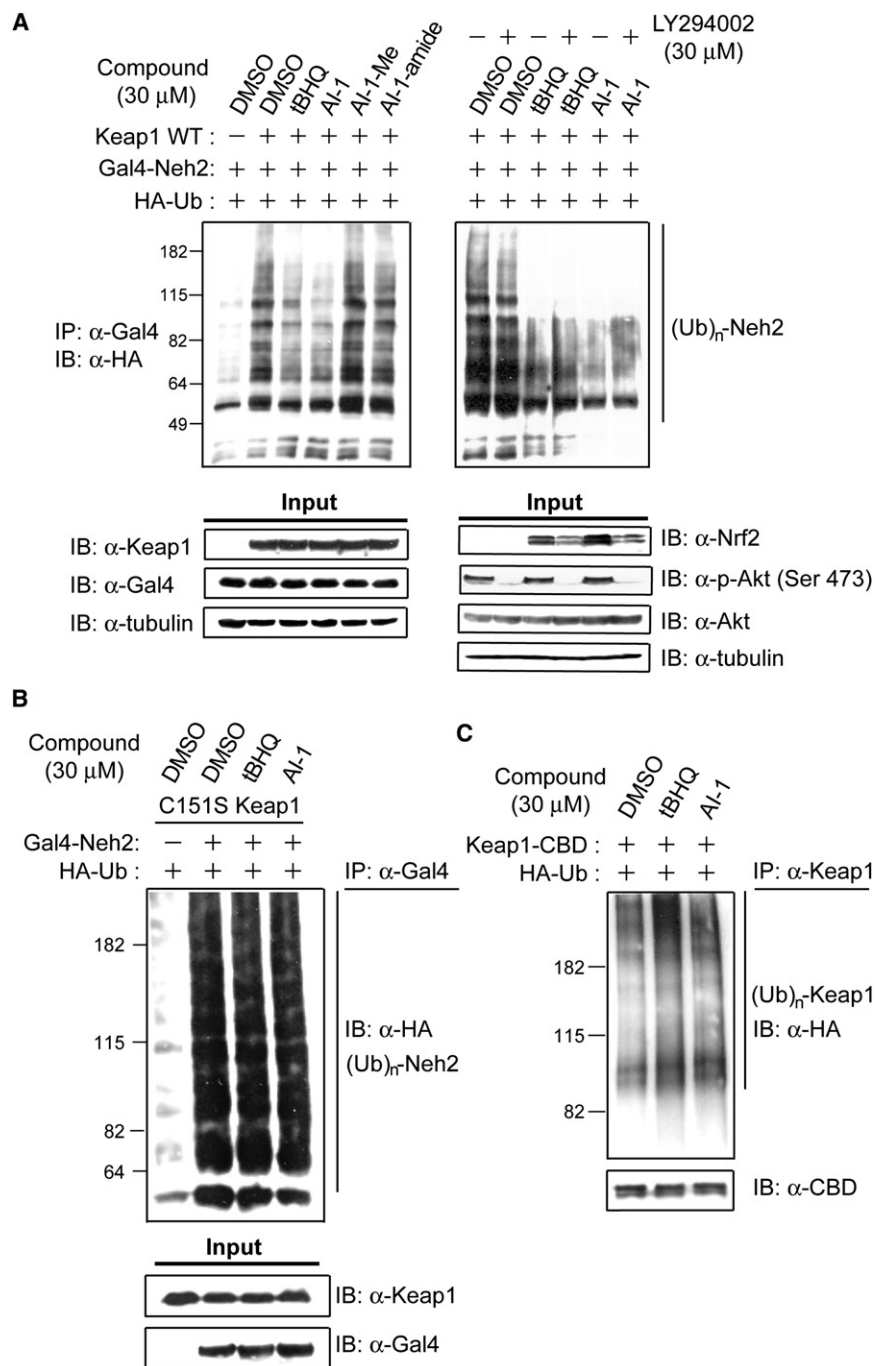 A
LY294002
(30 μM)
− + − + − +
Compound
(30 μM)
DMSO DMSO tBHQ AI-1 AI-1-Me AI-1-amide
DMSO DMSO tBHQ tBHQ AI-1 AI-1
Keap1 WT : − + + + + + + + + + + +
Gal4-Neh2: + + + + + + + + + + + +
HA-Ub : + + + + + + + + + + + +
182
115
82
64
49
IP: α-Gal4
IB: α-HA
(Ub)n-Neh2
Input
IB: α-Keap1
IB: α-Gal4
IB: α-tubulin
Input
IB: α-Nrf2
IB: α-p-Akt (Ser 473)
IB: α-Akt
IB: α-tubulin
B
Compound
(30 μM)
DMSO DMSO tBHQ AI-1
C151S Keap1
Gal4-Neh2: − + + +
HA-Ub : + + + +
IP: α-Gal4
182
115
82
64
IB: α-HA
(Ub)n-Neh2
Input
IB: α-Keap1
IB: α-Gal4
C
Compound
(30 μM)
DMSO tBHQ AI-1
Keap1-CBD : + + +
HA-Ub : + + +
IP: α-Keap1
182
115
82
(Ub)n-Keap1
IB: α-HA
IB: α-CBD